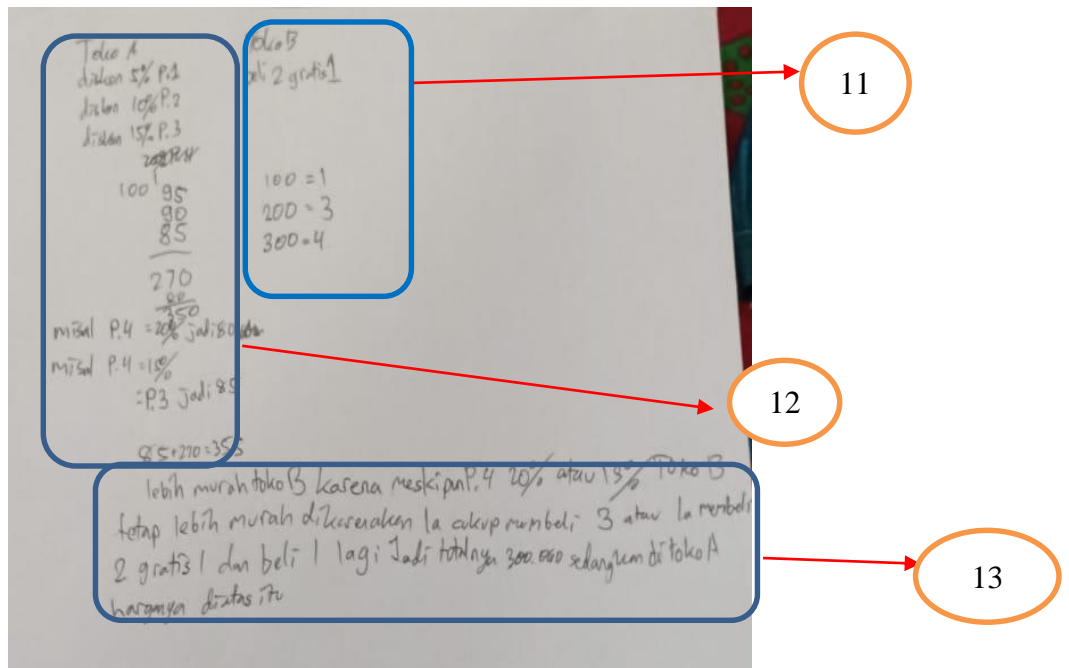 Toko A
diskon 5% P.1
diskon 10% P.2
diskon 15% P.3
100 95
90
85
270
80
350
misal P.4 = 20% jadi 80
misal P.4 = 15%
= P.3 jadi 85
85+270=355
Toko B
beli 2 gratis 1
100 = 1
200 = 3
300 = 4
lebih murah toko B karena meskipun P.4 20% atau 15% Toko B
tetap lebih murah dikarenakan Ia cukup membeli 3 atau Ia membeli
2 gratis 1 dan beli 1 lagi Jadi totalnya 300.000 sedangkan di toko A
harganya diatas itu
11
12
13